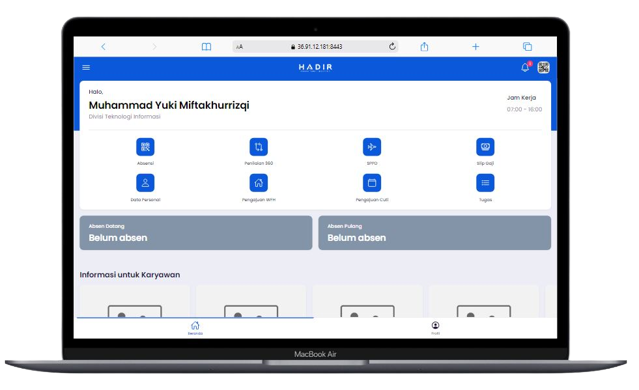 AA 36.91.12.181:8443
HADIR
Halo,
Muhammad Yuki Miftakhurrizqi
Divisi Teknologi Informasi
Jam Kerja
07:00 - 16:00
Absensi
Penilaian 360
SPPD
Slip Gaji
Data Personal
Pengajuan WFH
Pengajuan Cuti
Tugas
Absen Datang
Belum absen
Absen Pulang
Belum absen
Informasi untuk Karyawan
Beranda
Profil
MacBook Air